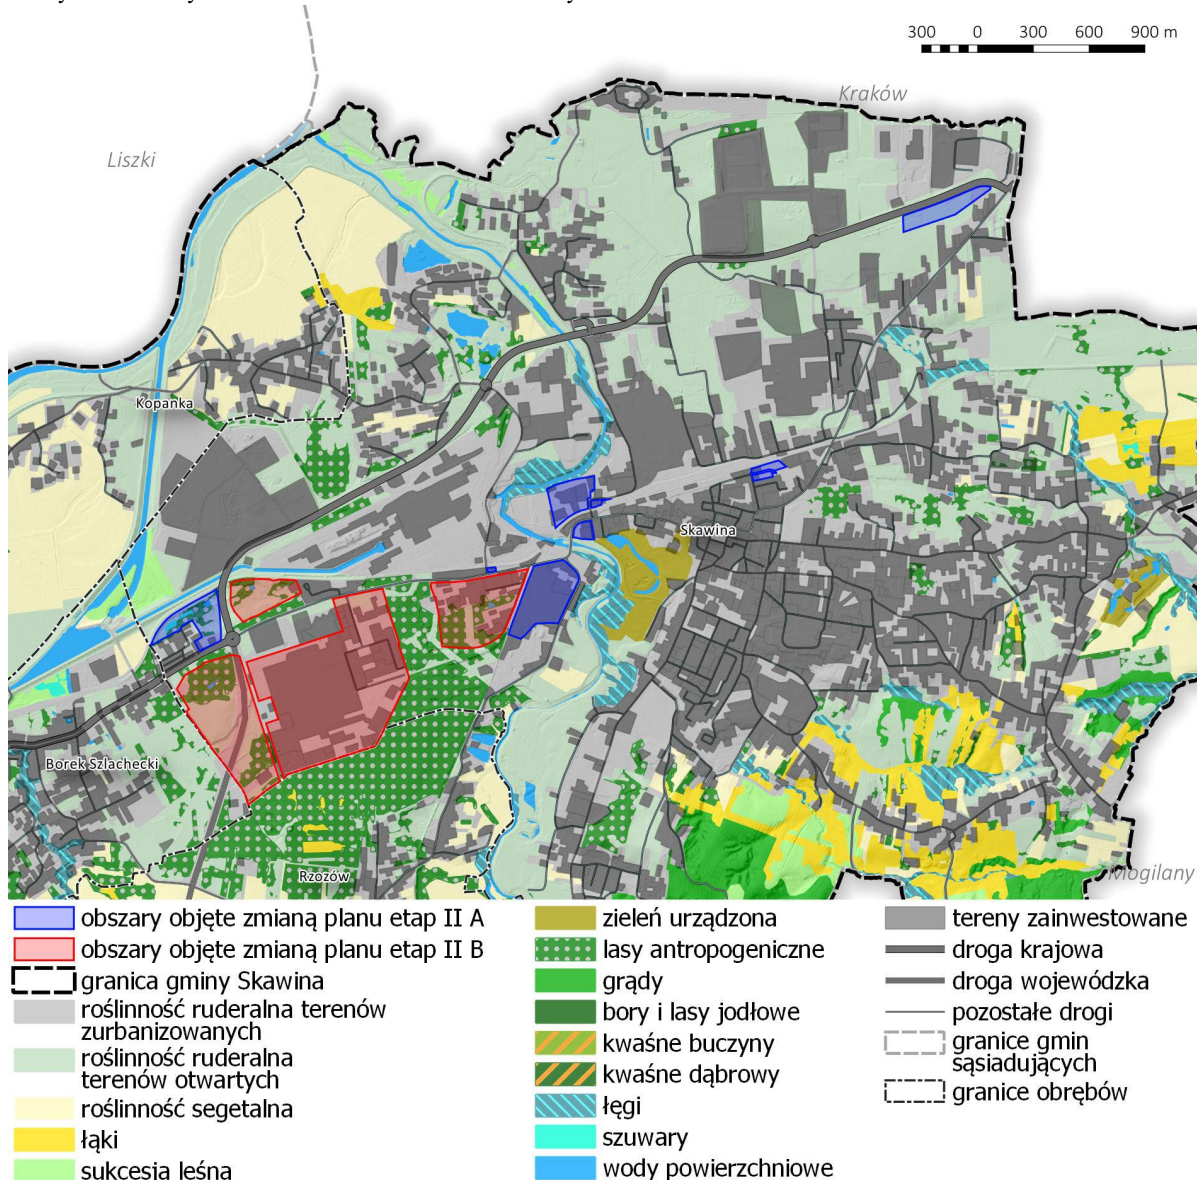 300 0 300 600 900 m
Kraków
Liszki
Kopanka
Skawina
Borek Szlachecki
Rzozów
Mogilany
obszary objęte zmianą planu etap II A
obszary objęte zmianą planu etap II B
granica gminy Skawina
roślinność ruderalna terenów
zurbanizowanych
roślinność ruderalna
terenów otwartych
roślinność segetalna
łąki
sukcesja leśna
zieleń urządzona
lasy antropogeniczne
grądy
bory i lasy jodłowe
kwaśne buczyny
kwaśne dąbrowy
łęgi
szuwary
wody powierzchniowe
tereny zainwestowane
droga krajowa
droga wojewódzka
pozostałe drogi
granice gmin
sąsiadujących
granice obrębów